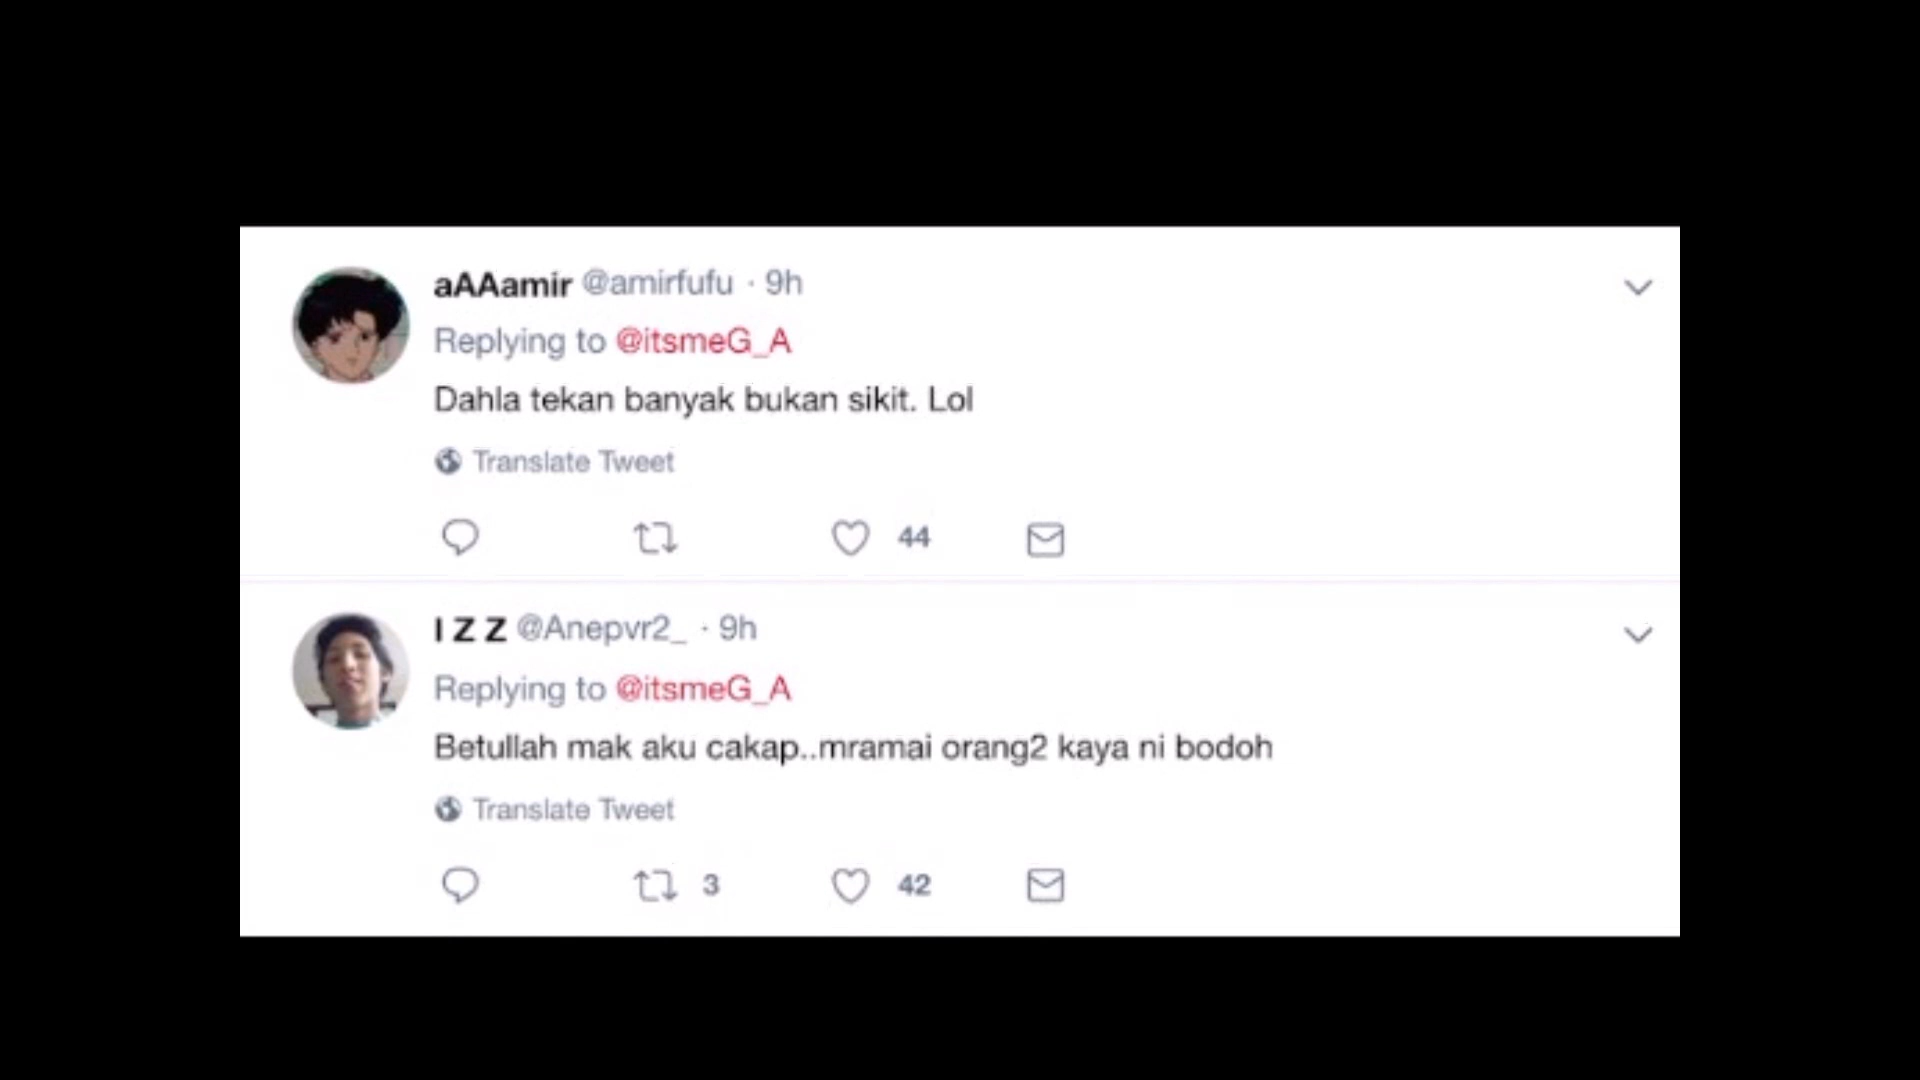 aAAamir @amirfufu · 9h
Replying to @itsmeG_A
Dahla tekan banyak bukan sikit. Lol
Translate Tweet
44
I Z Z @Anepvr2_ · 9h
Replying to @itsmeG_A
Betullah mak aku cakap..mramai orang2 kaya ni bodoh
Translate Tweet
3 42